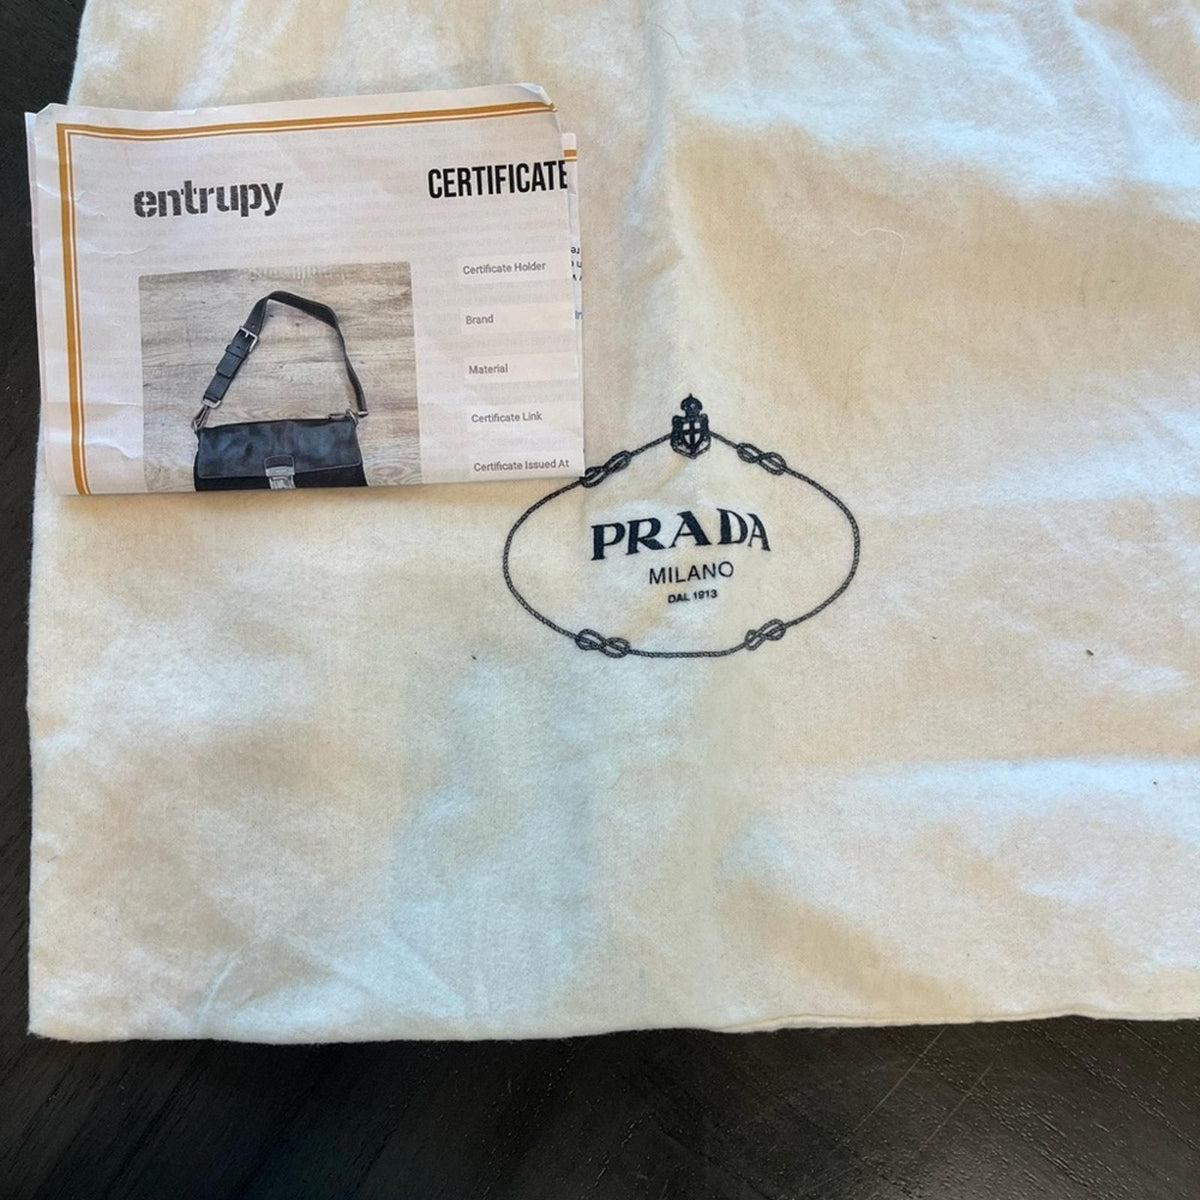 entrupy
CERTIFICATE
Certificate Holder
Brand
Material
Certificate Link
Certificate Issued At
PRADA
MILANO
DAL 1913